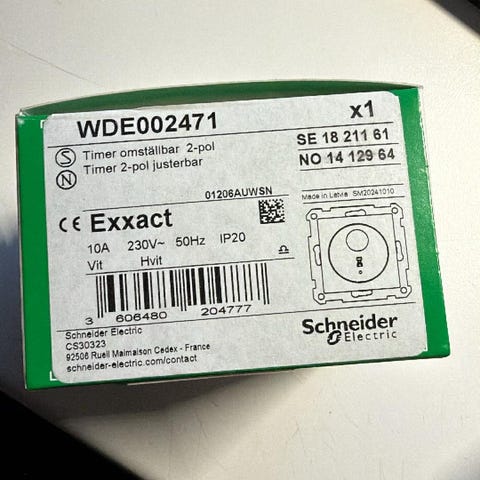 WDE002471 x1
S Timer omställbar 2-pol SE 18 211 61
N Timer 2-pol justerbar NO 14 129 64
01206AUWSN
Made in Latvia SM20241010
CE Exxact
10A 230V~ 50Hz IP20
Vit Hvit
3 606480 204777
Schneider Electric
CS30323
92506 Rueil Malmaison Cedex - France
schneider-electric.com/contact
Schneider
Electric